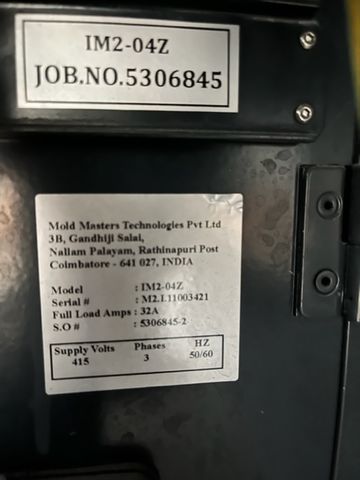 IM2-04Z
JOB.NO.5306845
Mold Masters Technologies Pvt Ltd
3B, Gandhiji Salai,
Nallam Palayam, Rathinapuri Post
Coimbatore - 641 027, INDIA
Model : IM2-04Z
Serial # : M2.I.11003421
Full Load Amps : 32A
S.O # : 5306845-2
Supply Volts Phases HZ
415 3 50/60